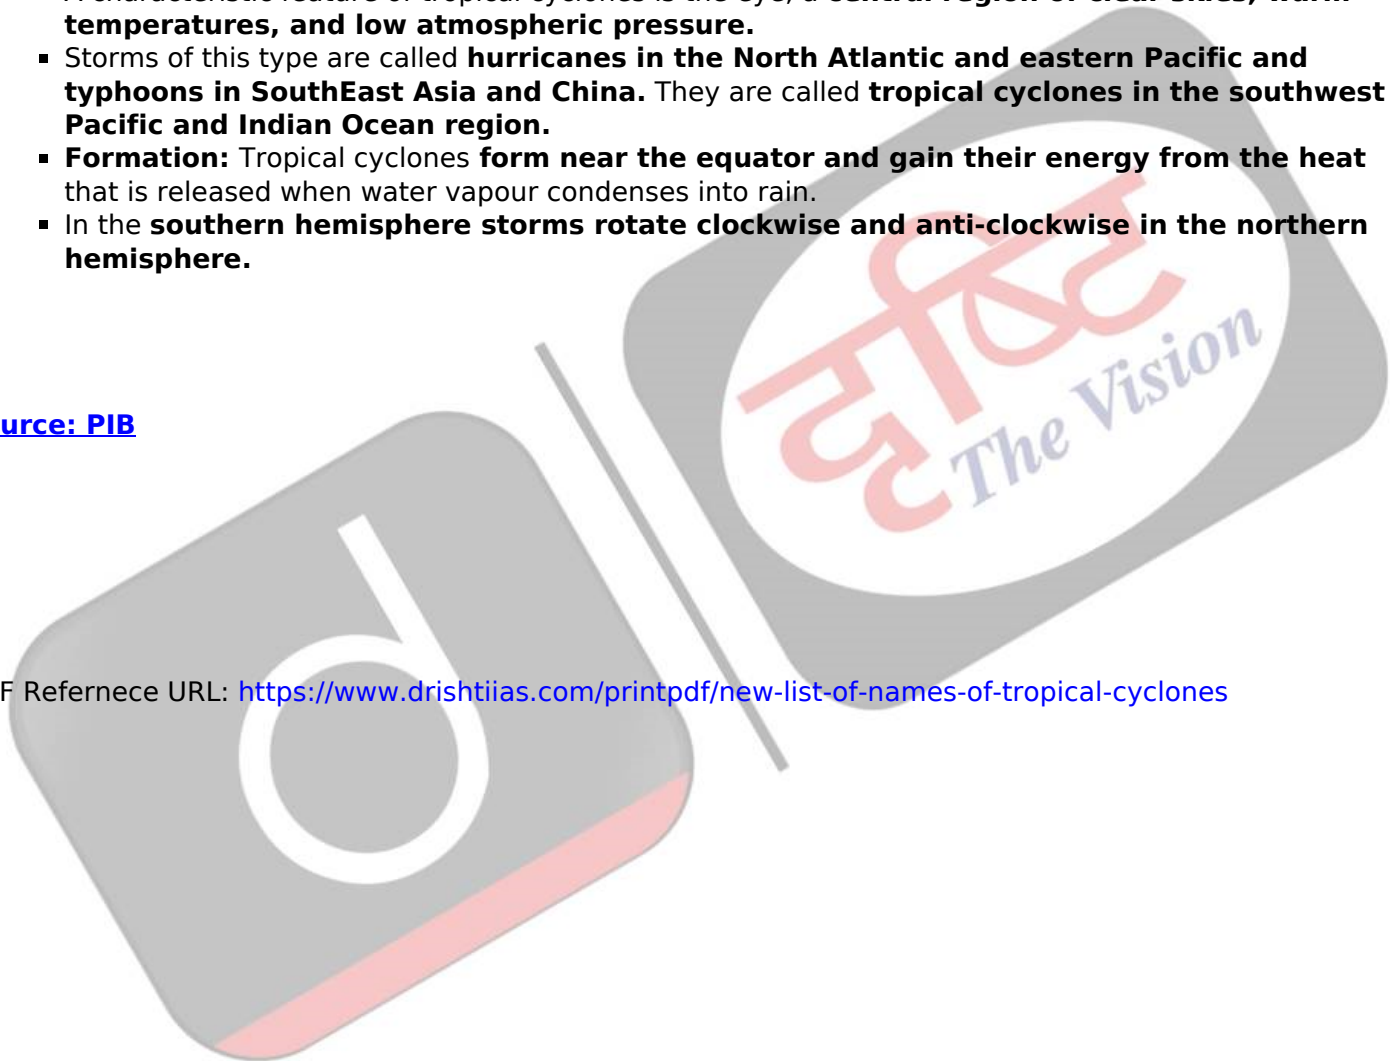 temperatures, and low atmospheric pressure.
Storms of this type are called hurricanes in the North Atlantic and eastern Pacific and
typhoons in SouthEast Asia and China. They are called tropical cyclones in the southwest
Pacific and Indian Ocean region.
Formation: Tropical cyclones form near the equator and gain their energy from the heat
that is released when water vapour condenses into rain.
In the southern hemisphere storms rotate clockwise and anti-clockwise in the northern
hemisphere.
दृष्टि
The Vision
urce: PIB
F Refernece URL: https://www.drishtiias.com/printpdf/new-list-of-names-of-tropical-cyclones